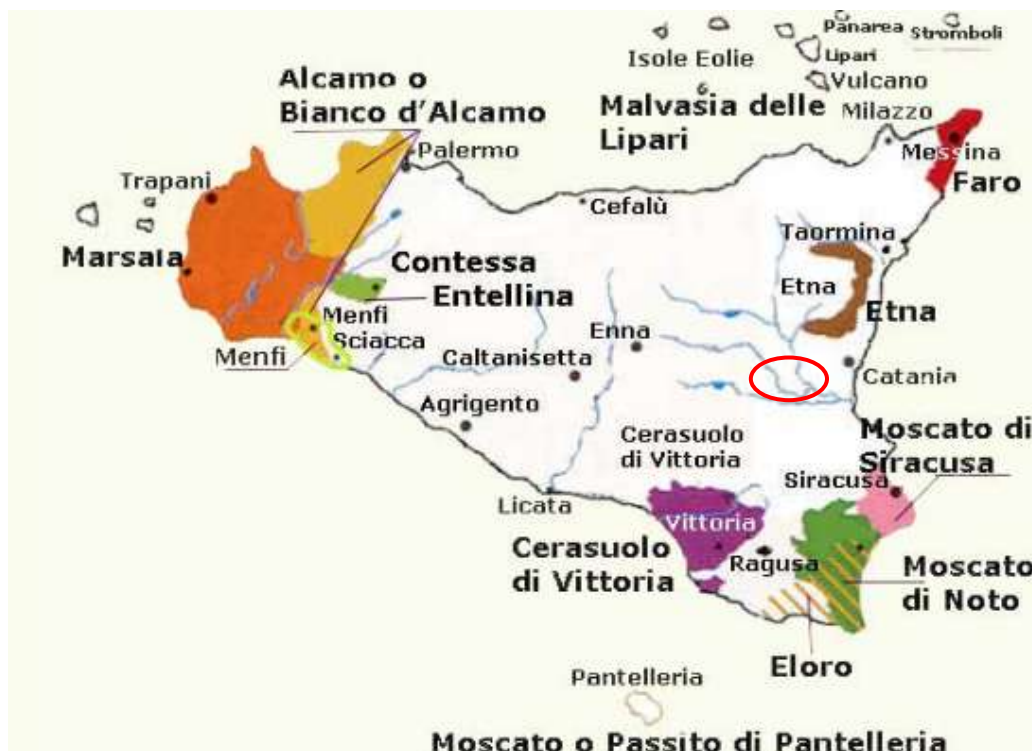 Panarea
Stromboli
Isole Eolie
Lipari
Vulcano
Alcamo o
Bianco d'Alcamo
Malvasia delle
Lipari
Milazzo
Palermo
Messina
Trapani
Faro
Cefalù
Taormina
Marsala
Contessa
Entellina
Etna
Etna
Menfi
Sciacca
Enna
Menfi
Caltanisetta
Catania
Agrigento
Cerasuolo
di Vittoria
Moscato di
Siracusa
Siracusa
Licata
Vittoria
Cerasuolo
di Vittoria
Ragusa
Moscato
di Noto
Eloro
Pantelleria
Moscato o Passito di Pantelleria